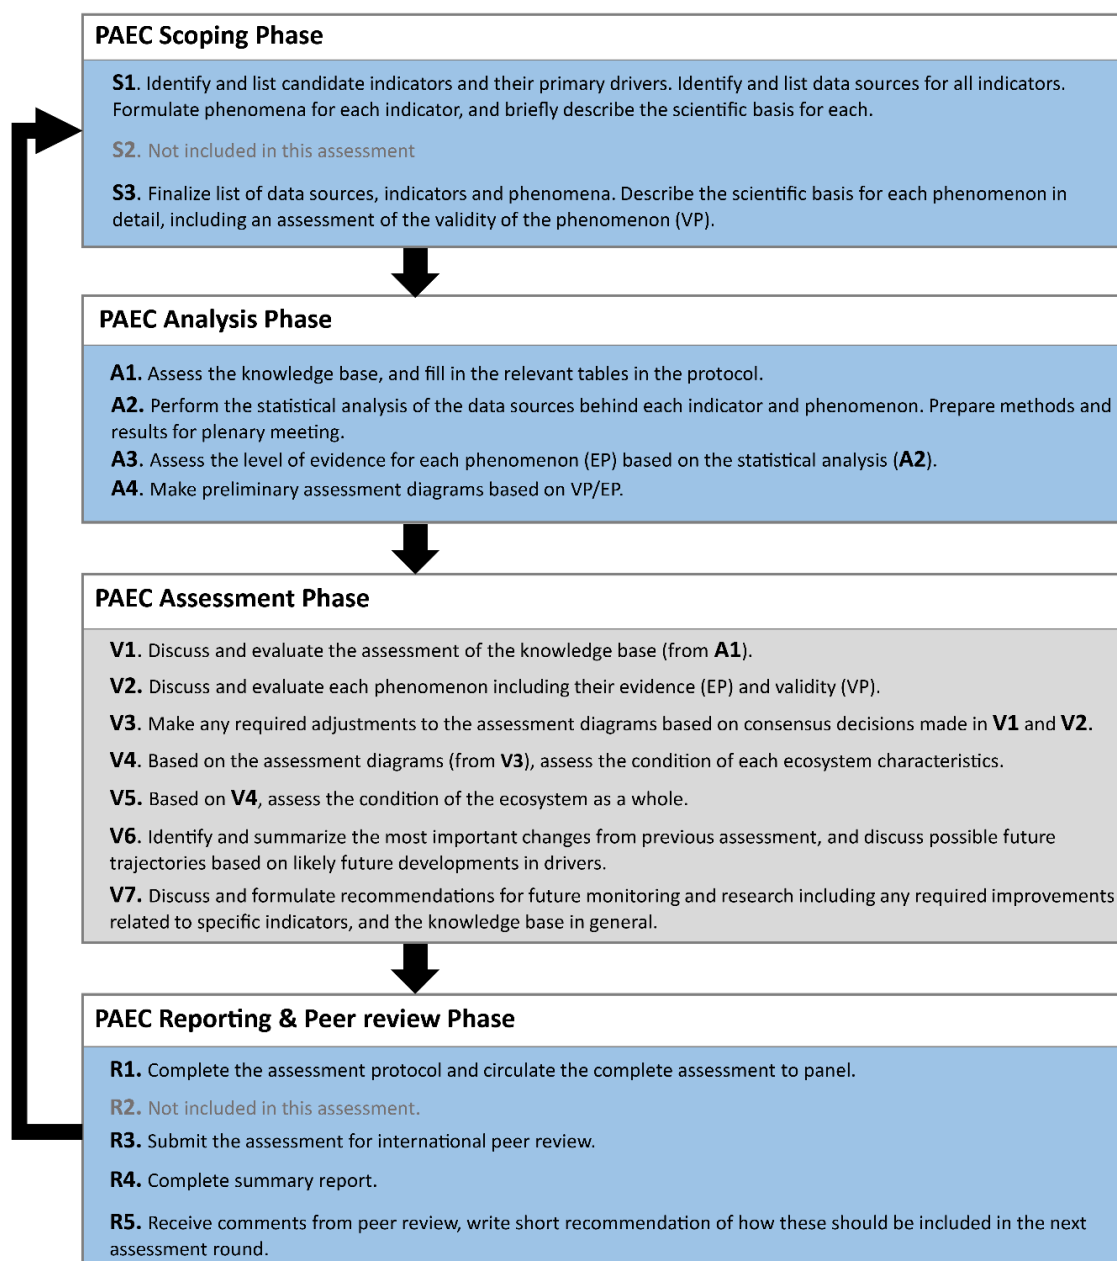 PAEC Scoping Phase
S1. Identify and list candidate indicators and their primary drivers. Identify and list data sources for all indicators.
Formulate phenomena for each indicator, and briefly describe the scientific basis for each.
S2. Not included in this assessment
S3. Finalize list of data sources, indicators and phenomena. Describe the scientific basis for each phenomenon in
detail, including an assessment of the validity of the phenomenon (VP).
PAEC Analysis Phase
A1. Assess the knowledge base, and fill in the relevant tables in the protocol.
A2. Perform the statistical analysis of the data sources behind each indicator and phenomenon. Prepare methods and
results for plenary meeting.
A3. Assess the level of evidence for each phenomenon (EP) based on the statistical analysis (A2).
A4. Make preliminary assessment diagrams based on VP/EP.
PAEC Assessment Phase
V1. Discuss and evaluate the assessment of the knowledge base (from A1).
V2. Discuss and evaluate each phenomenon including their evidence (EP) and validity (VP).
V3. Make any required adjustments to the assessment diagrams based on consensus decisions made in V1 and V2.
V4. Based on the assessment diagrams (from V3), assess the condition of each ecosystem characteristics.
V5. Based on V4, assess the condition of the ecosystem as a whole.
V6. Identify and summarize the most important changes from previous assessment, and discuss possible future
trajectories based on likely future developments in drivers.
V7. Discuss and formulate recommendations for future monitoring and research including any required improvements
related to specific indicators, and the knowledge base in general.
PAEC Reporting & Peer review Phase
R1. Complete the assessment protocol and circulate the complete assessment to panel.
R2. Not included in this assessment.
R3. Submit the assessment for international peer review.
R4. Complete summary report.
R5. Receive comments from peer review, write short recommendation of how these should be included in the next
assessment round.